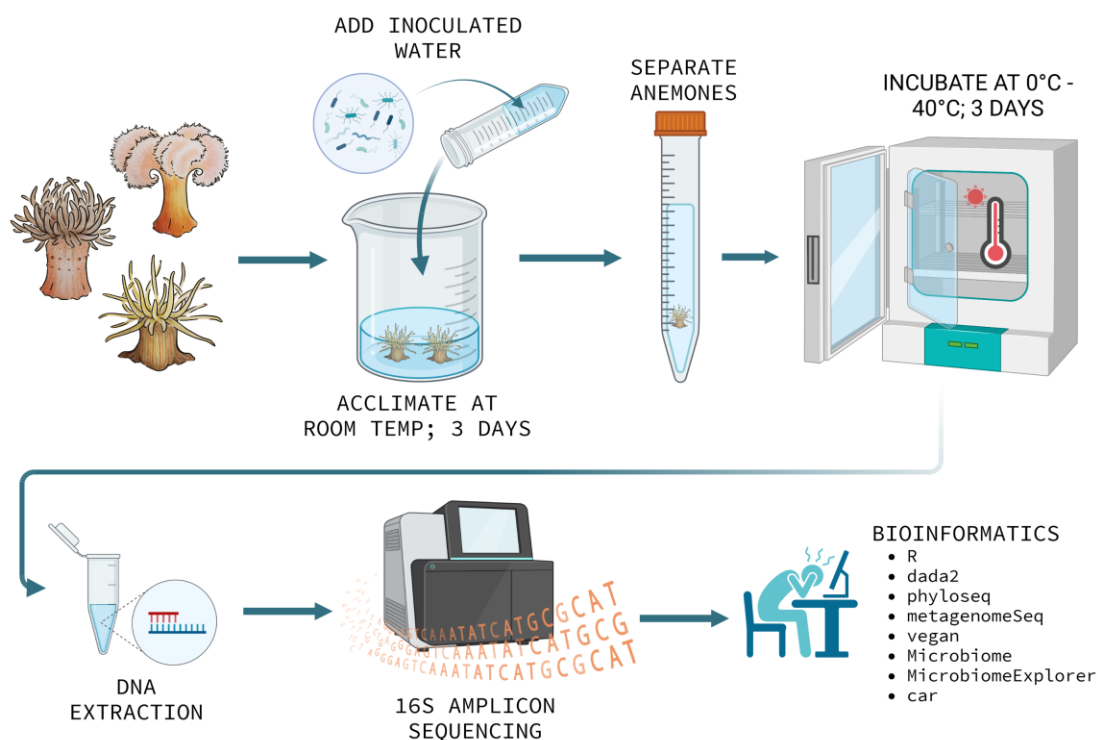 ADD INOCULATED
WATER
SEPARATE
ANEMONES
INCUBATE AT 0°C -
40°C; 3 DAYS
ACCLIMATE AT
ROOM TEMP; 3 DAYS
DNA
EXTRACTION
16S AMPLICON
SEQUENCING
BIOINFORMATICS
• R
• dada2
• phyloseq
• metagenomeSeq
• vegan
• Microbiome
• MicrobiomeExplorer
• car